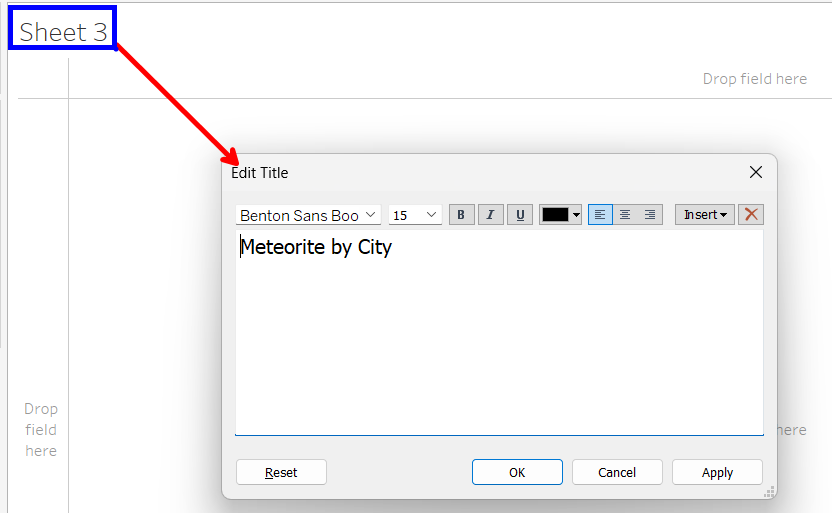 Sheet 3
Drop field here
Edit Title
Benton Sans Boo 15 B I U Insert
Meteorite by City
Drop
field
here
here
Reset OK Cancel Apply